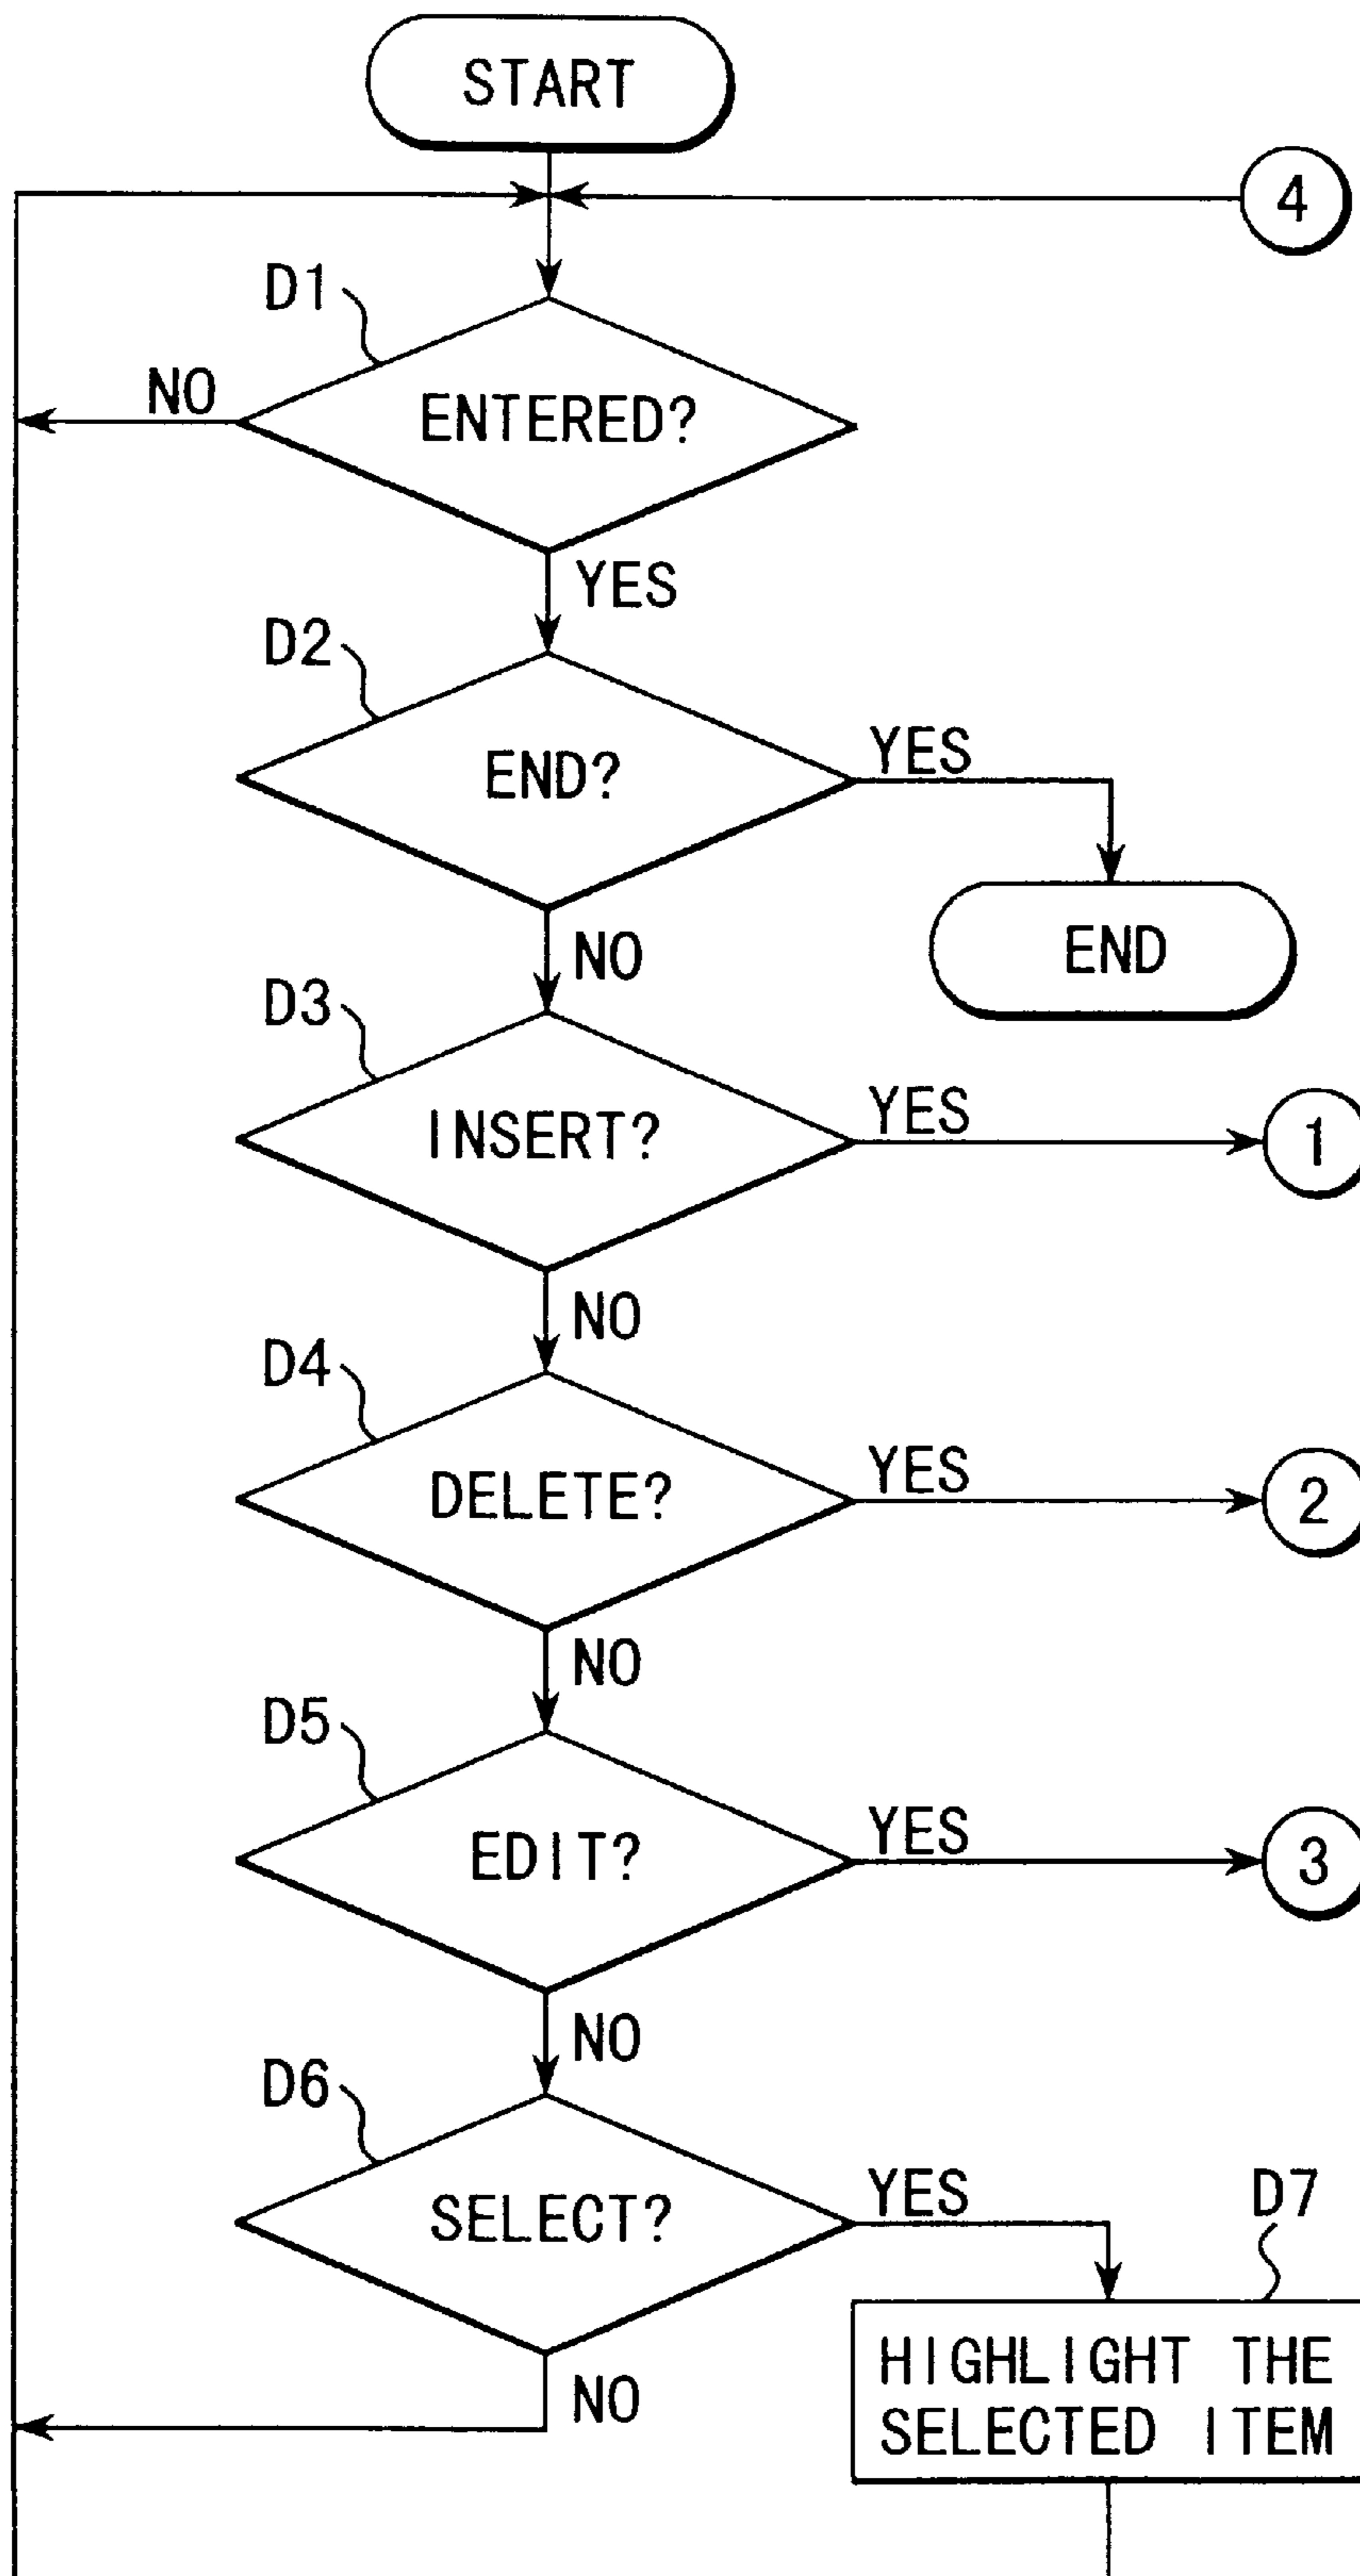 START
4
D1
NO
ENTERED?
YES
D2
END?
YES
END
NO
D3
INSERT?
YES
1
NO
D4
DELETE?
YES
2
NO
D5
EDIT?
YES
3
NO
D6
SELECT?
YES
D7
HIGHLIGHT THE
SELECTED ITEM
NO